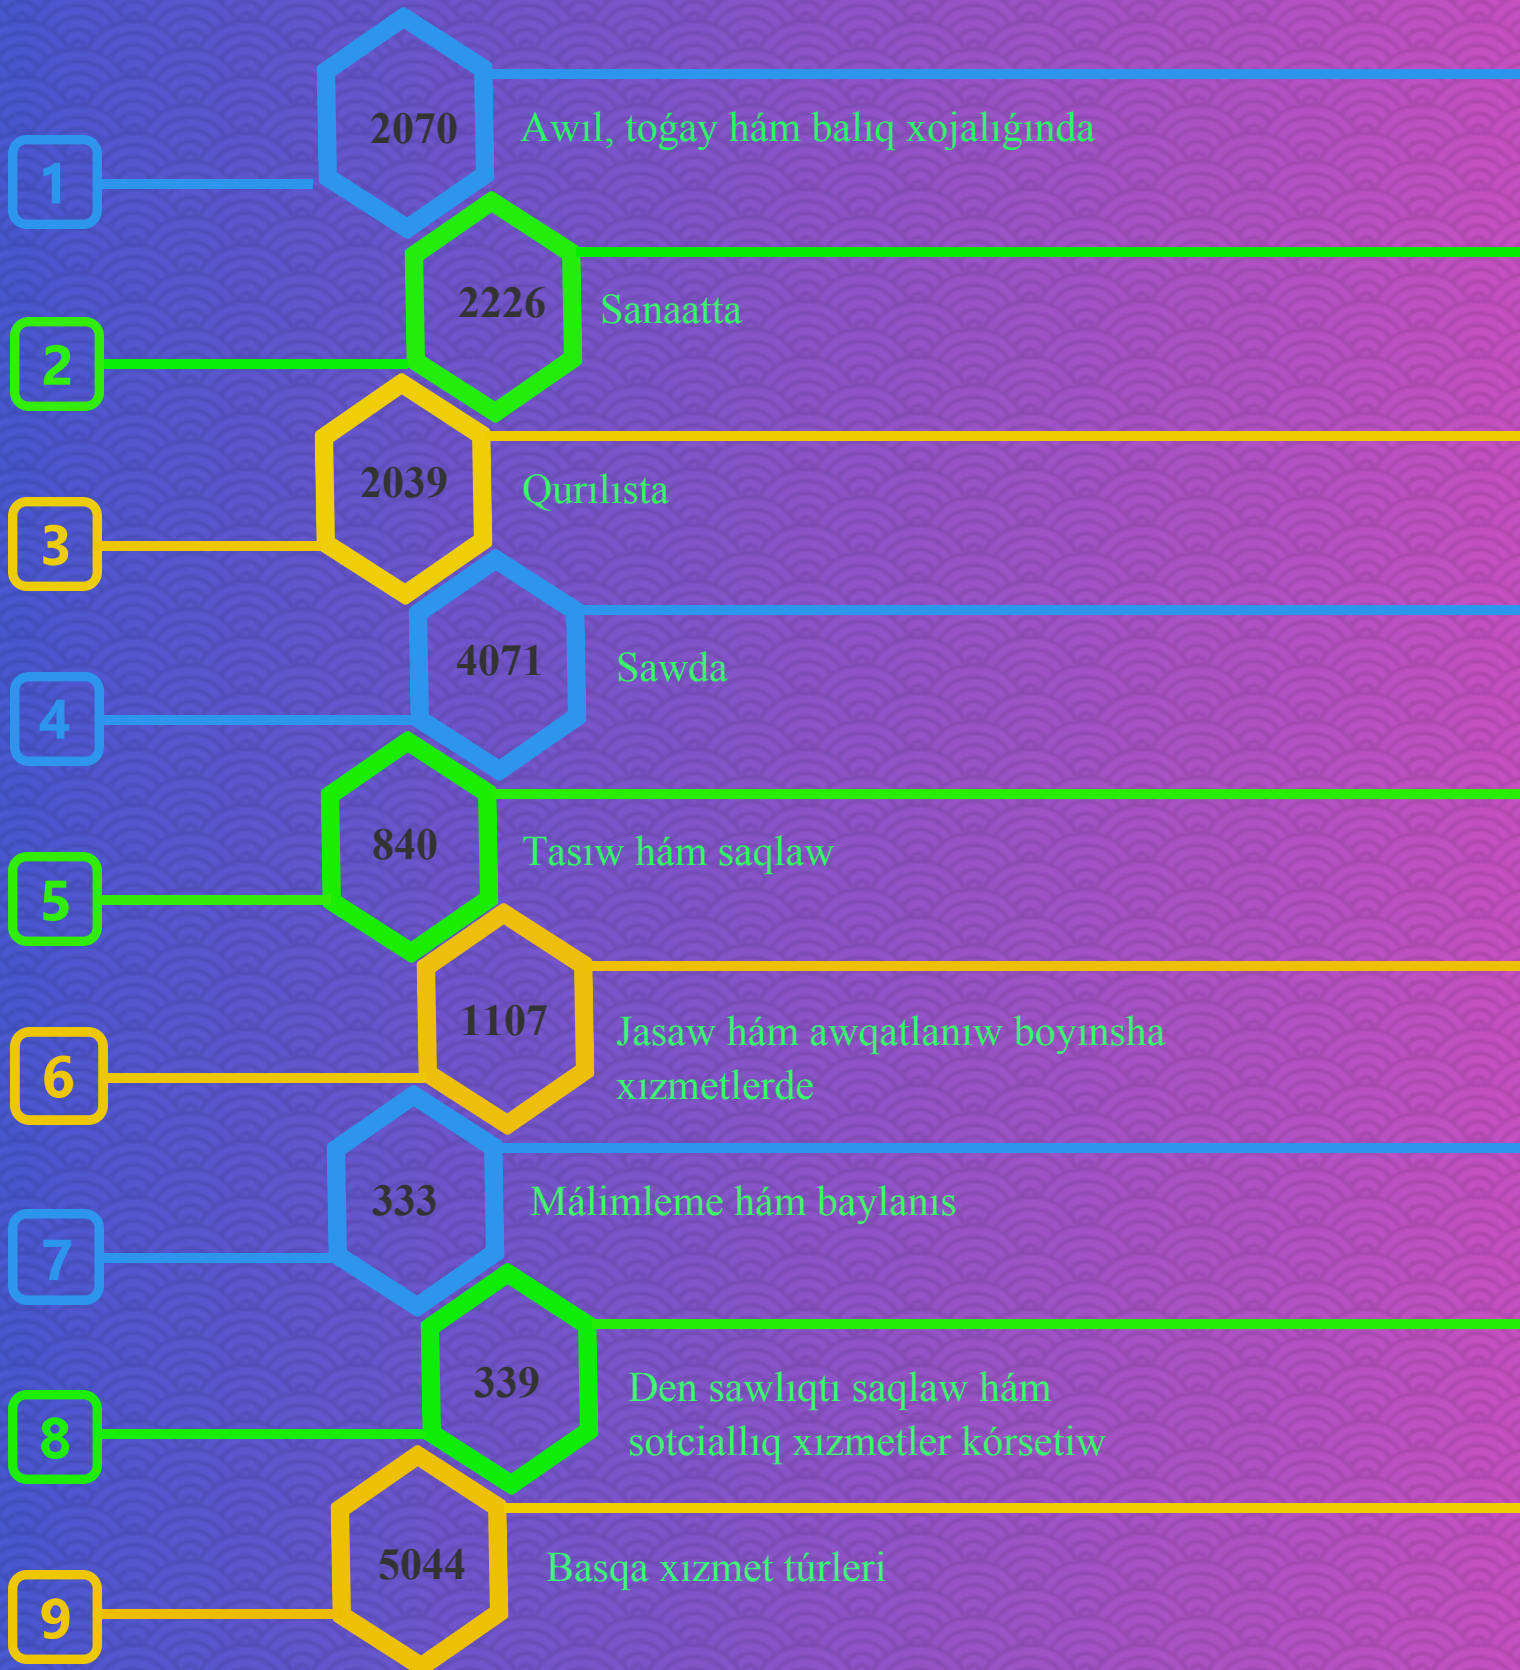 1
2070
Awıl, toǵay hám balıq xojalıǵında
2
2226
Sanaatta
3
2039
Qurılısta
4
4071
Sawda
5
840
Tasıw hám saqlaw
6
1107
Jasaw hám awqatlanıw boyınsha
xızmetlerde
7
333
Málimleme hám baylanıs
8
339
Den sawlıqtı saqlaw hám
sotciallıq xızmetler kórsetiw
9
5044
Basqa xızmet túrleri